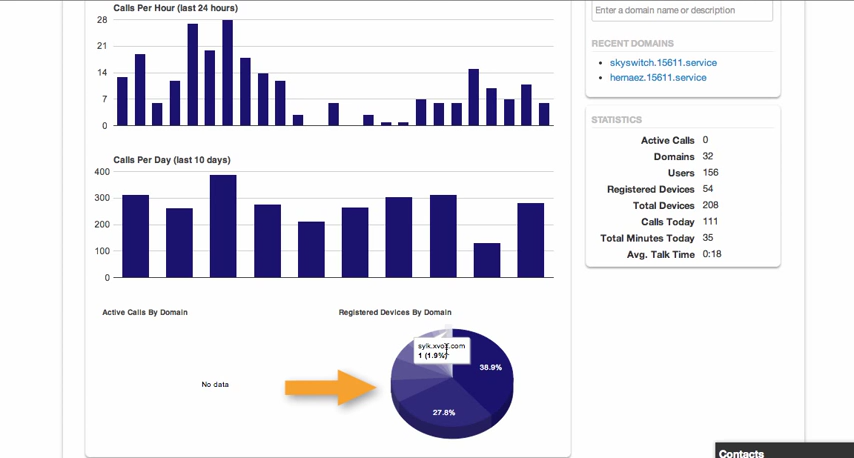 Calls Per Hour (last 24 hours)
28
21
14
7
0
Calls Per Day (last 10 days)
400
300
200
100
0
Active Calls By Domain
No data
Registered Devices By Domain
1 (1.9%)
38.9%
27.8%
Enter a domain name or description
RECENT DOMAINS
skyswitch.15611.service
hernaez.15611.service
STATISTICS
Active Calls 0
Domains 32
Users 156
Registered Devices 54
Total Devices 208
Calls Today 111
Total Minutes Today 35
Avg. Talk Time 0:18
Contacts